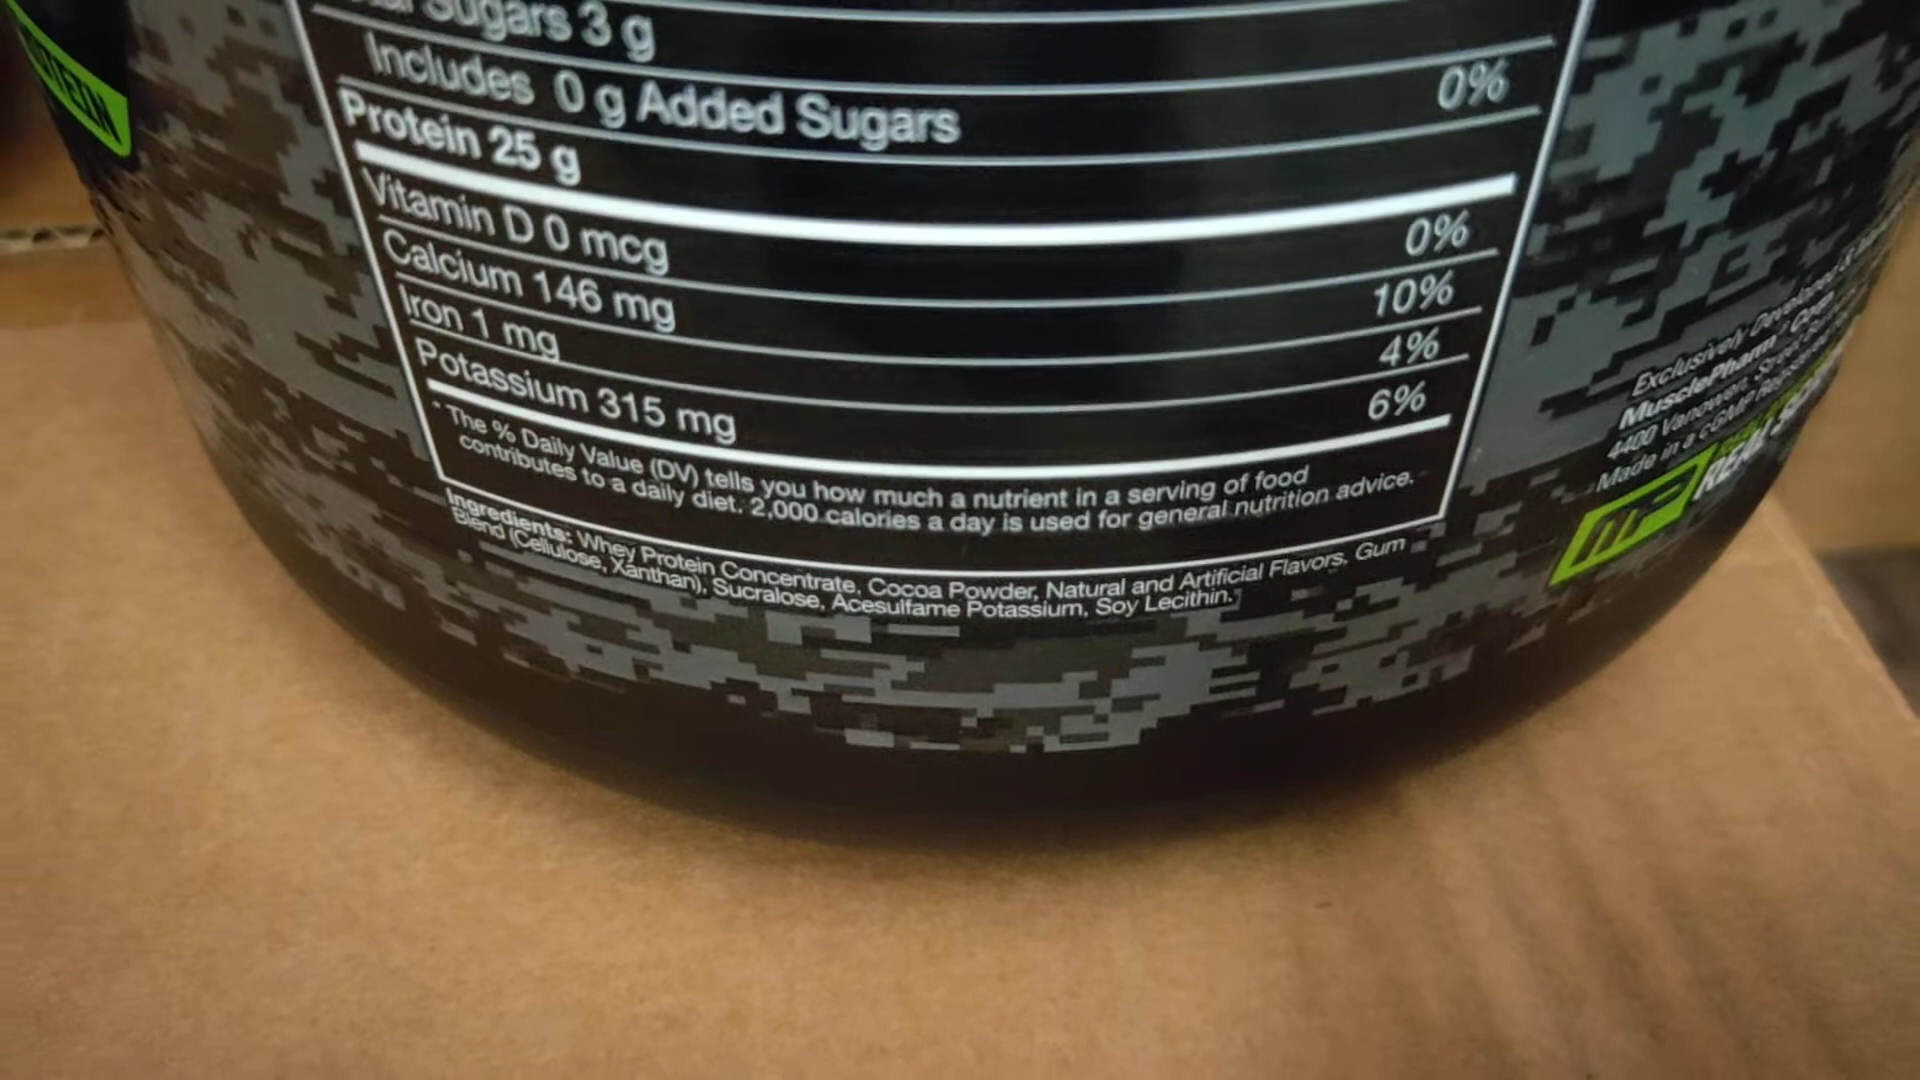 Sugars 3 g
Includes 0 g Added Sugars 0%
Protein 25 g
Vitamin D 0 mcg 0%
Calcium 146 mg 10%
Iron 1 mg 4%
Potassium 315 mg 6%
* The % Daily Value (DV) tells you how much a nutrient in a serving of food
contributes to a daily diet. 2,000 calories a day is used for general nutrition advice.
Ingredients: Whey Protein Concentrate, Cocoa Powder, Natural and Artificial Flavors, Gum
Blend (Cellulose, Xanthan), Sucralose, Acesulfame Potassium, Soy Lecithin.
Exclusively Developed &
MusclePharm
4400 Vanowen Street
Made in a cGMP
MP
REAL